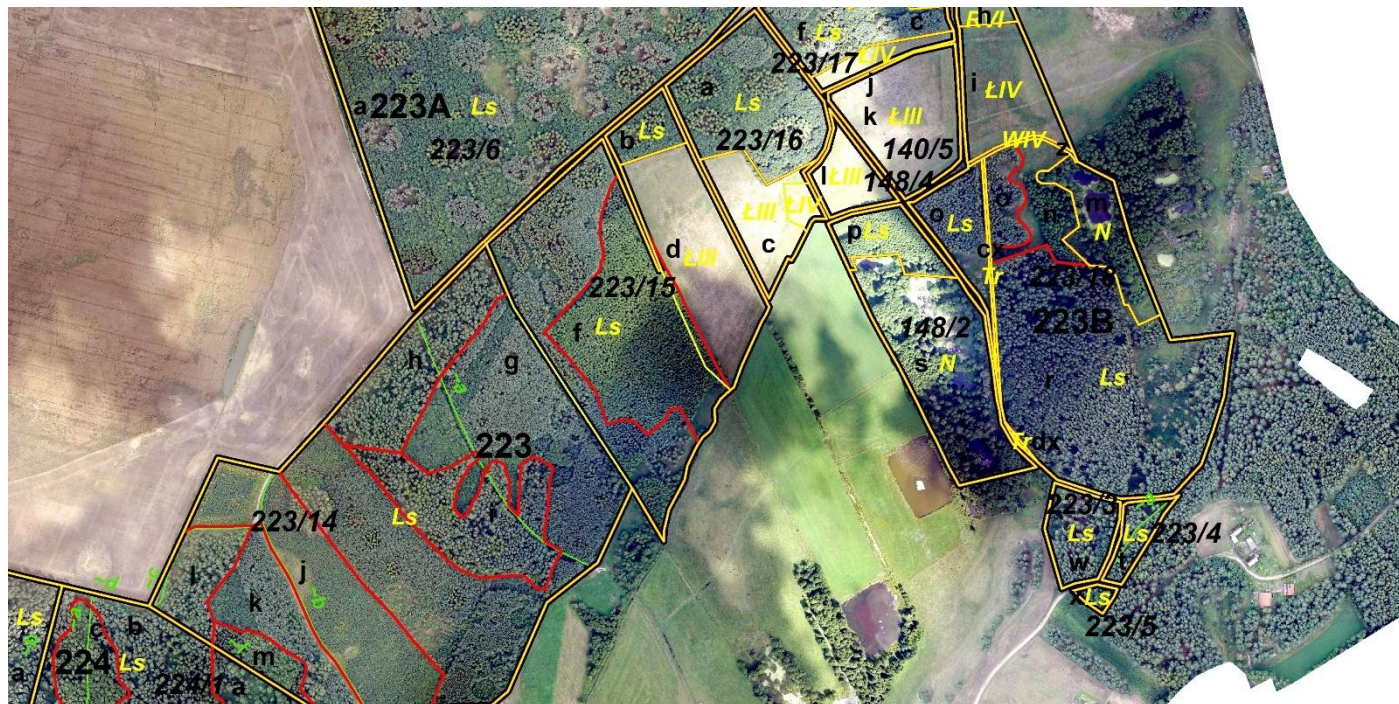 h
RVI
f Ls
c
ŁIV
223/17
j
i
ŁIV
a
Ls
a 223A Ls
k
ŁIII
223/16
b Ls
223/6
140/5
WIV
z
l ŁIII
148/4
m
n
o
o
Ls
ŁIV
ŁIII
p Ls
N
c
d ŁIII
cx
Tr
223/15
f Ls
148/2
223B
s N
r
Ls
h
g
223
Tr
dx
i
223/14
Ls
223/3
Ls
w
Ls
223/4
l
j
k
x Ls
223/5
Ls
a
b
224 Ls
m
224/1
a